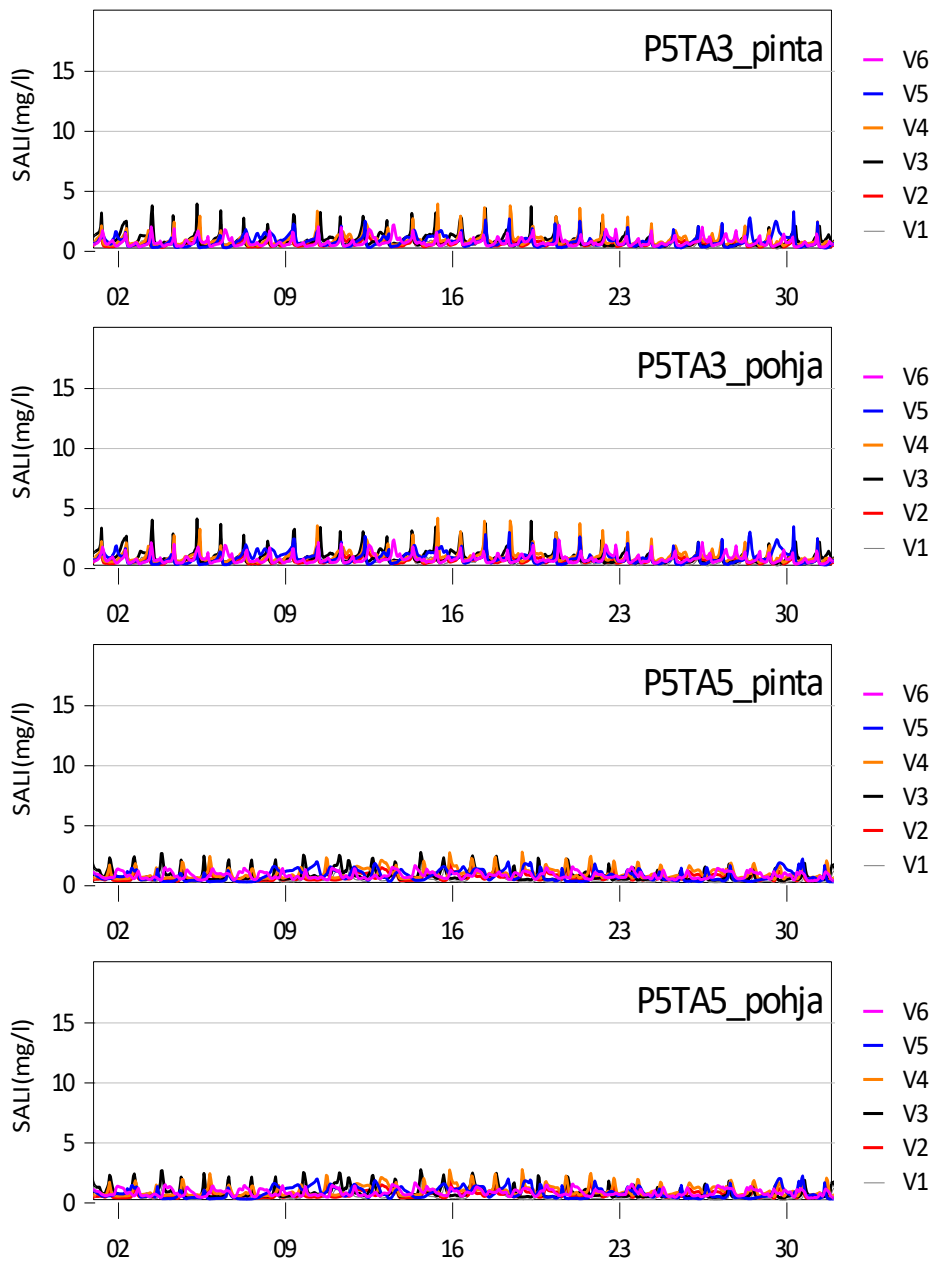 P5TA3_pinta
SALI(mg/l)
15
10
5
0
02 09 16 23 30
V6
V5
V4
V3
V2
V1
P5TA3_pohja
SALI(mg/l)
15
10
5
0
02 09 16 23 30
V6
V5
V4
V3
V2
V1
P5TA5_pinta
SALI(mg/l)
15
10
5
0
02 09 16 23 30
V6
V5
V4
V3
V2
V1
P5TA5_pohja
SALI(mg/l)
15
10
5
0
02 09 16 23 30
V6
V5
V4
V3
V2
V1